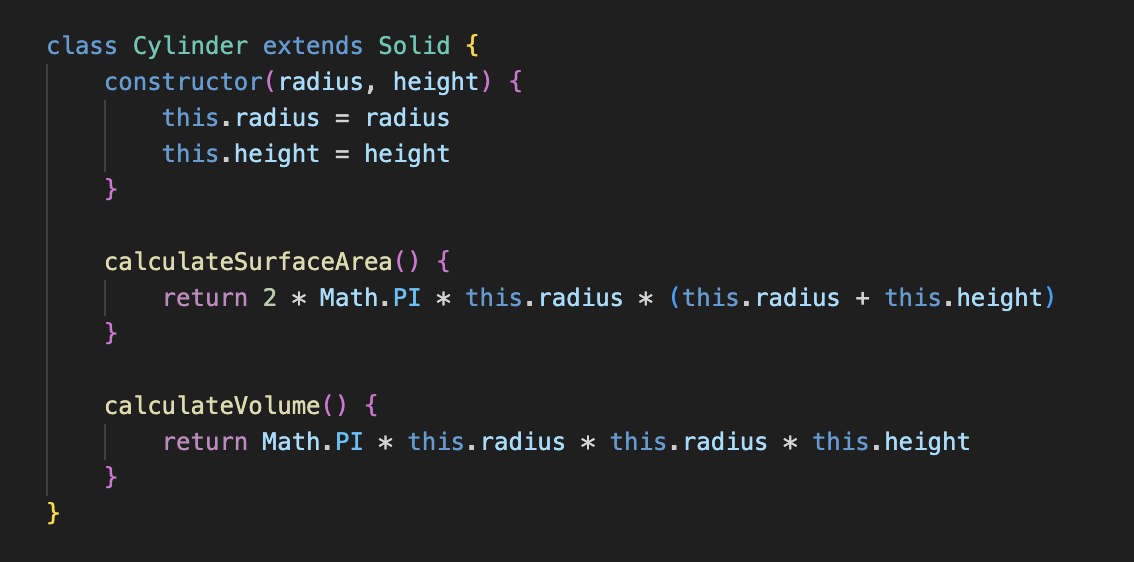 class Cylinder extends Solid {
    constructor(radius, height) {
        this.radius = radius
        this.height = height
    }

    calculateSurfaceArea() {
        return 2 * Math.PI * this.radius * (this.radius + this.height)
    }

    calculateVolume() {
        return Math.PI * this.radius * this.radius * this.height
    }
}